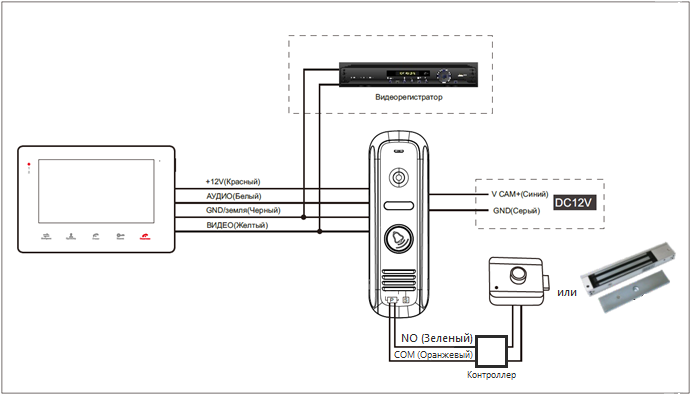 Видеорегистратор
+12V(Красный)
АУДИО(Белый)
GND/земля(Черный)
ВИДЕО(Желтый)
V CAM+(Синий)
GND(Серый)
DC12V
или
NO (Зеленый)
COM (Оранжевый)
Контроллер